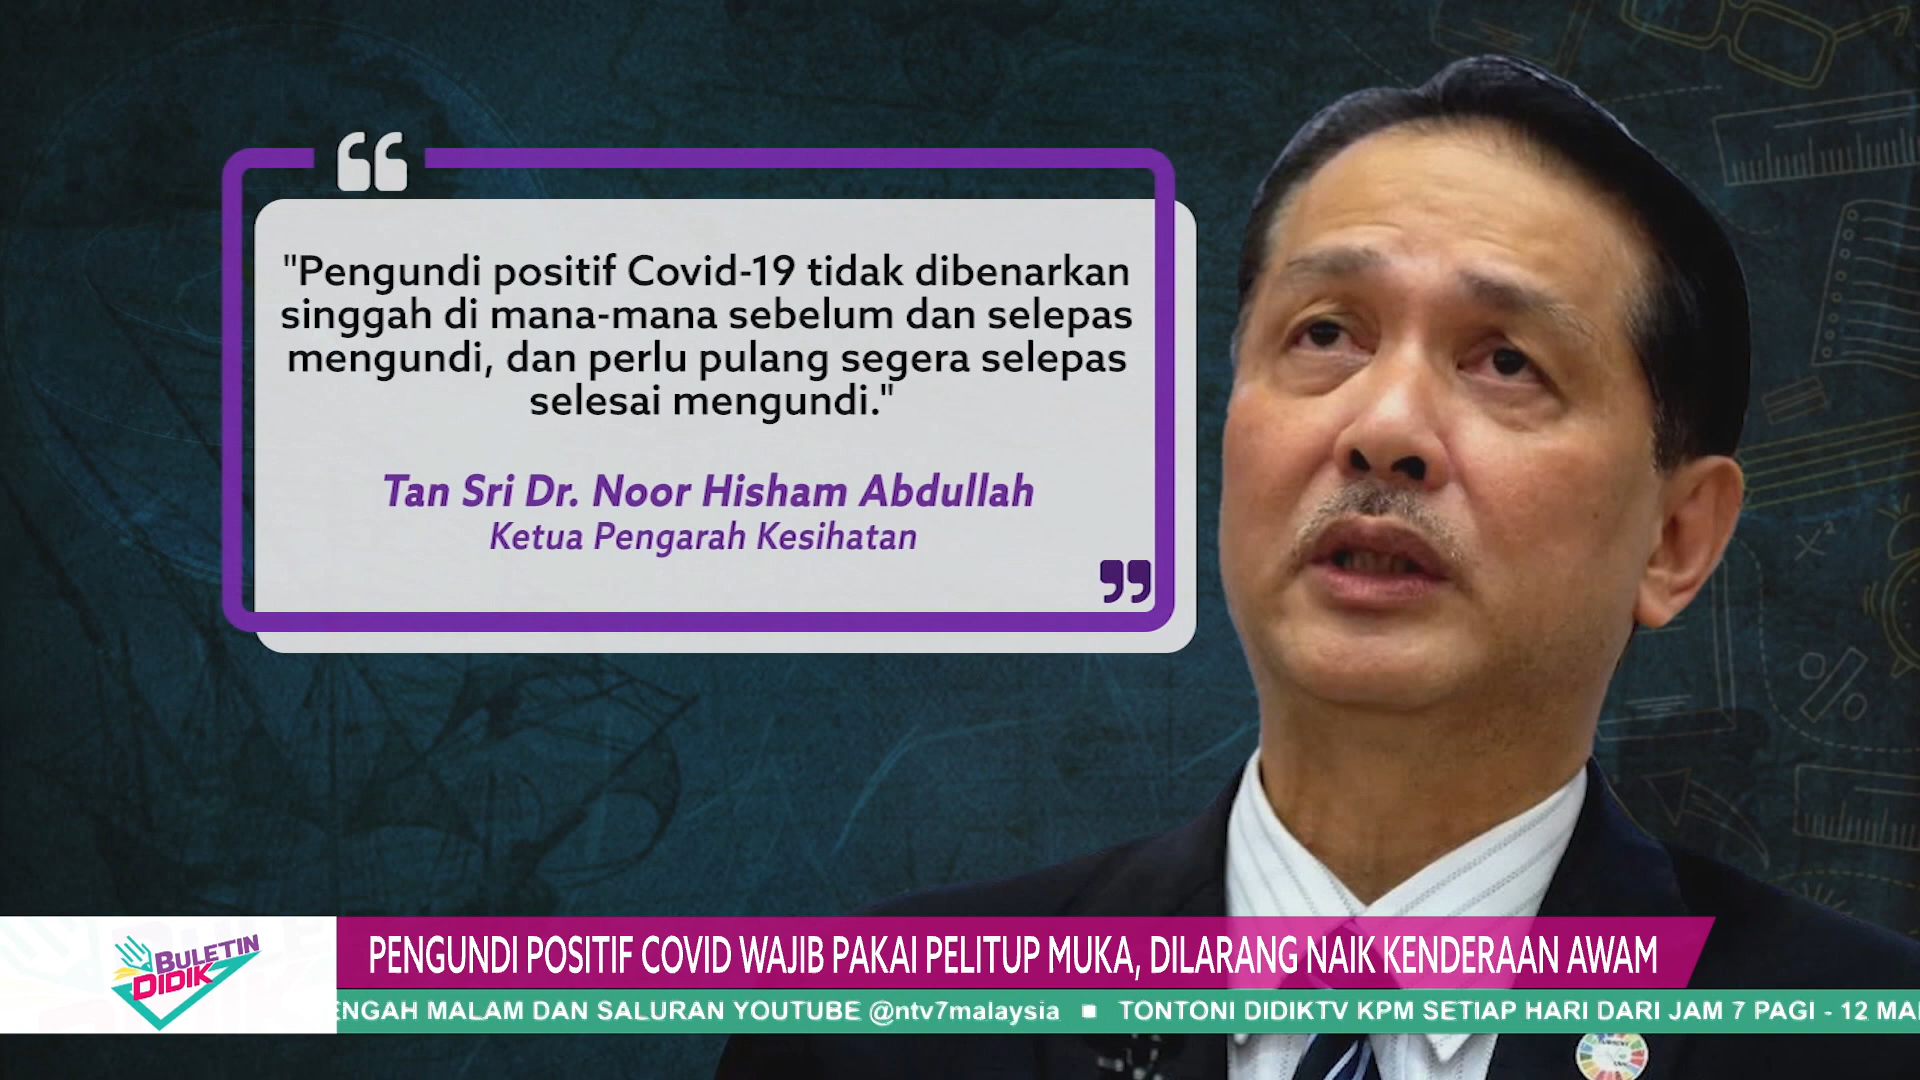 "Pengundi positif Covid-19 tidak dibenarkan
singgah di mana-mana sebelum dan selepas
mengundi, dan perlu pulang segera selepas
selesai mengundi."
Tan Sri Dr. Noor Hisham Abdullah
Ketua Pengarah Kesihatan
BULETIN
DIDIK
PENGUNDI POSITIF COVID WAJIB PAKAI PELITUP MUKA, DILARANG NAIK KENDERAAN AWAM
ENGAH MALAM DAN SALURAN YOUTUBE @ntv7malaysia ■ TONTONI DIDIKTV KPM SETIAP HARI DARI JAM 7 PAGI - 12 MA